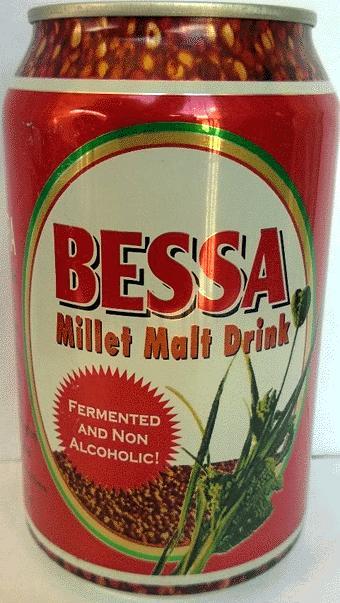 BESSA
Millet Malt Drink
FERMENTED
AND NON
ALCOHOLIC!